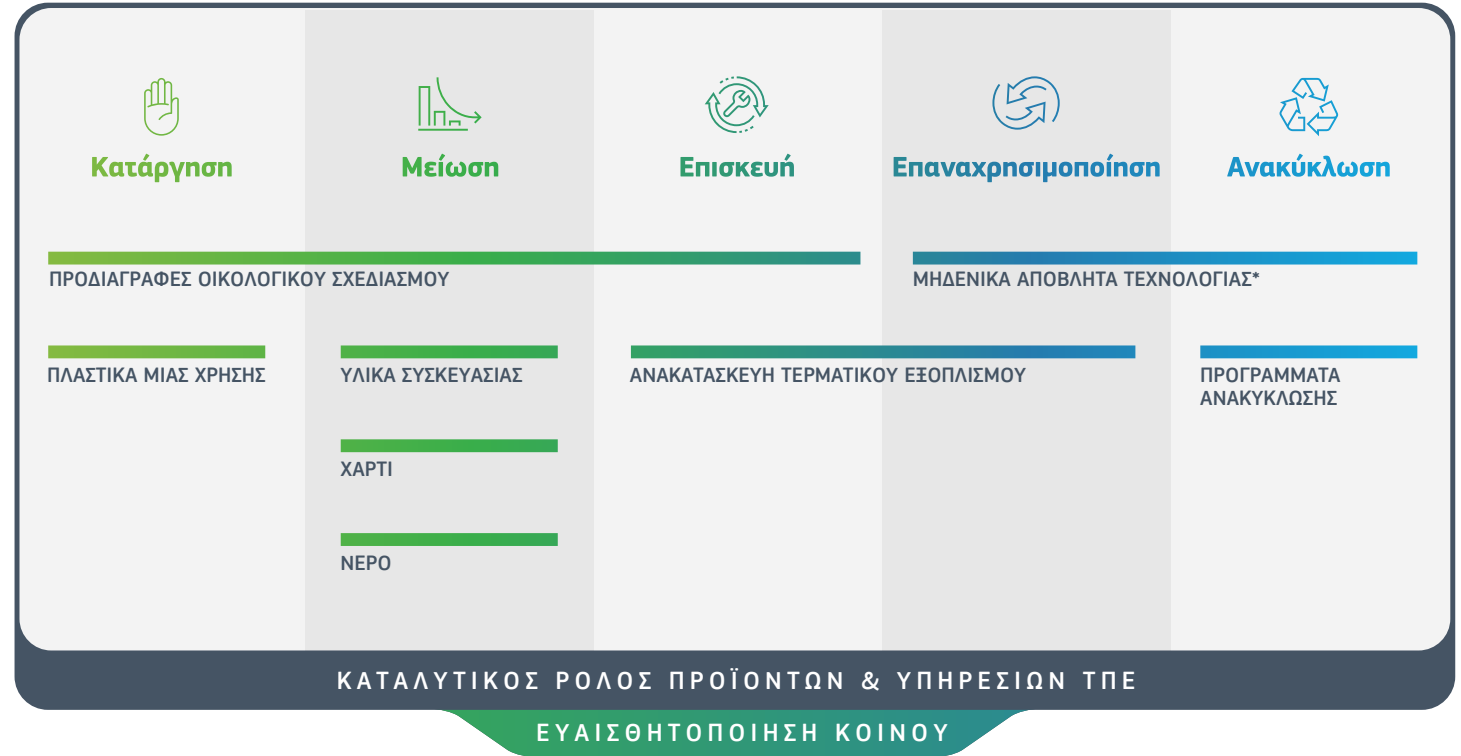 Κατάργηση
Μείωση
Επισκευή
Επαναχρησιμοποίηση
Ανακύκλωση
ΠΡΟΔΙΑΓΡΑΦΕΣ ΟΙΚΟΛΟΓΙΚΟΥ ΣΧΕΔΙΑΣΜΟΥ
ΜΗΔΕΝΙΚΑ ΑΠΟΒΛΗΤΑ ΤΕΧΝΟΛΟΓΙΑΣ*
ΠΛΑΣΤΙΚΑ ΜΙΑΣ ΧΡΗΣΗΣ
ΥΛΙΚΑ ΣΥΣΚΕΥΑΣΙΑΣ
ΑΝΑΚΑΤΑΣΚΕΥΗ ΤΕΡΜΑΤΙΚΟΥ ΕΞΟΠΛΙΣΜΟΥ
ΠΡΟΓΡΑΜΜΑΤΑ
ΑΝΑΚΥΚΛΩΣΗΣ
ΧΑΡΤΙ
ΝΕΡΟ
ΚΑΤΑΛΥΤΙΚΟΣ ΡΟΛΟΣ ΠΡΟΪΟΝΤΩΝ & ΥΠΗΡΕΣΙΩΝ ΤΠΕ
ΕΥΑΙΣΘΗΤΟΠΟΙΗΣΗ ΚΟΙΝΟΥ